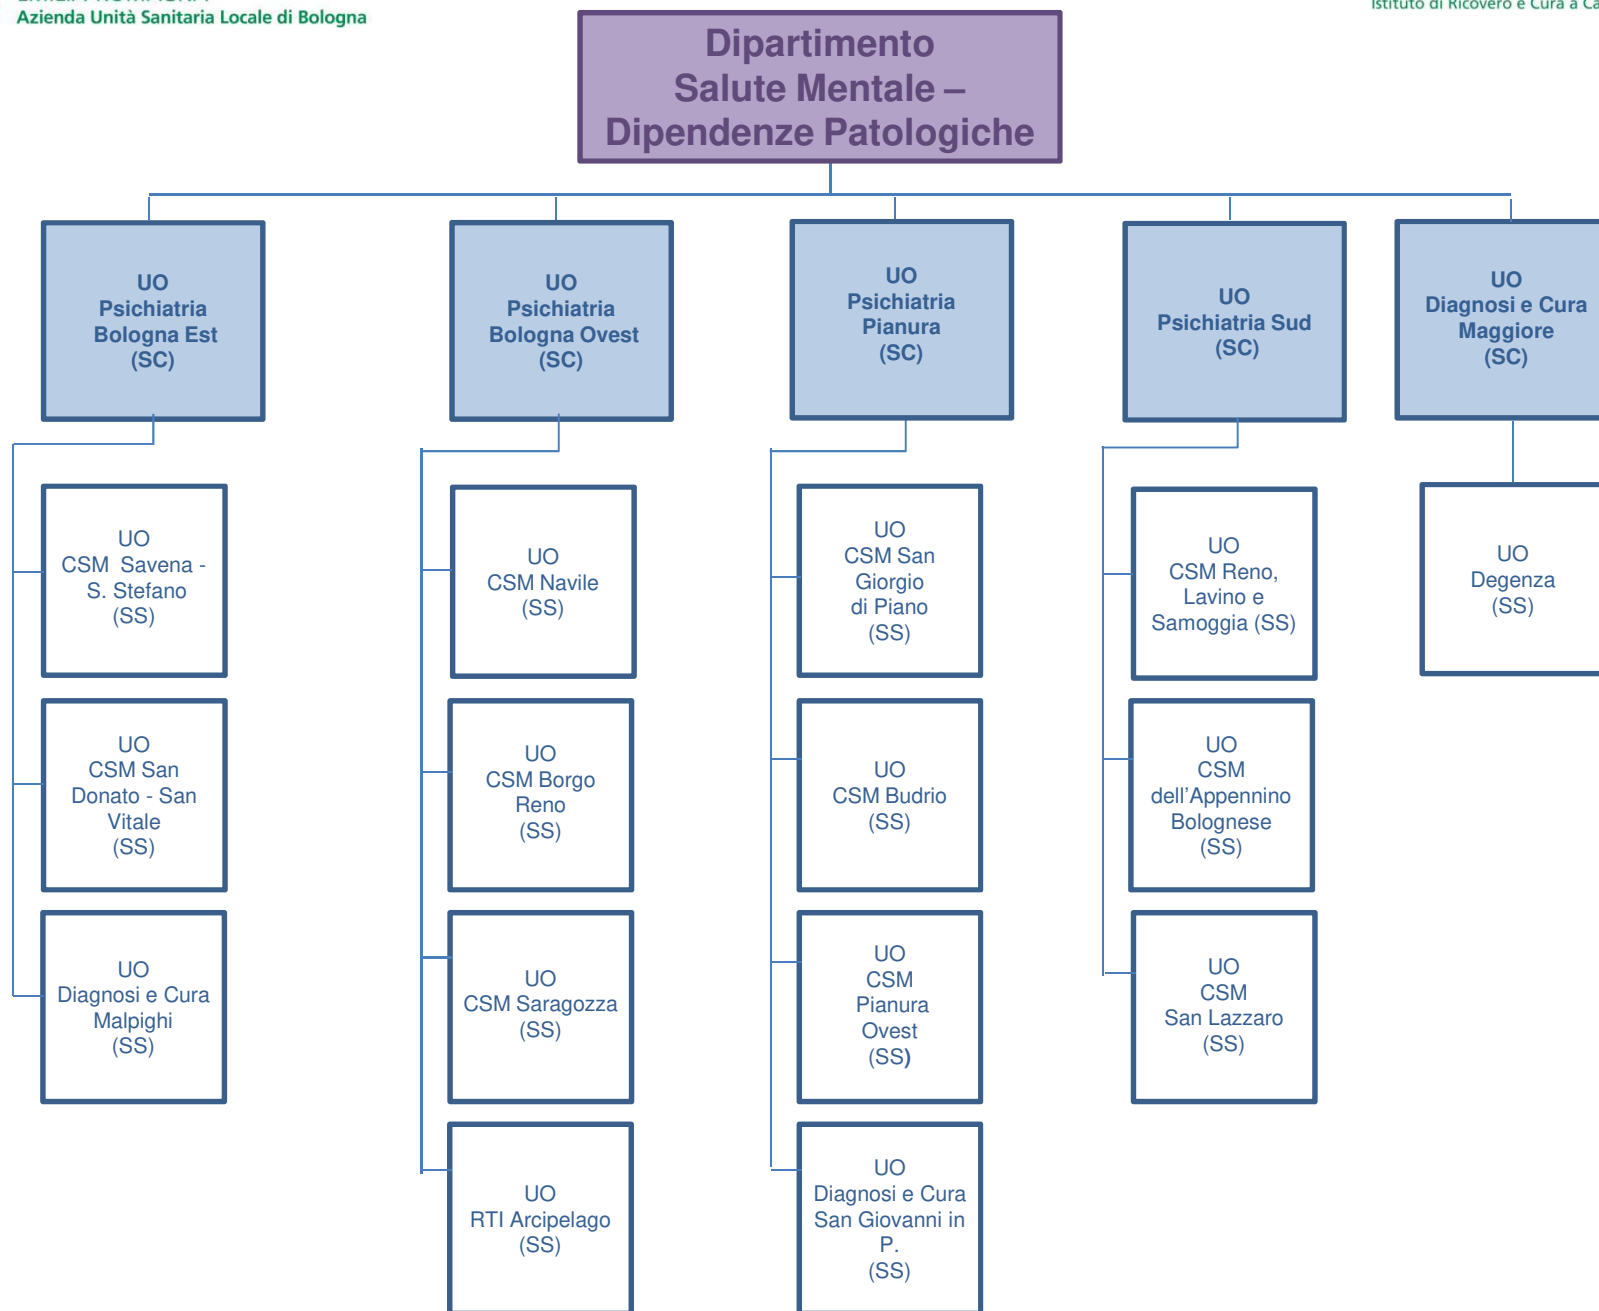 Azienda Unità Sanitaria Locale di Bologna
Istituto di Ricovero e Cura a
Dipartimento
Salute Mentale –
Dipendenze Patologiche
UO
Psichiatria
Bologna Est
(SC)
UO
Psichiatria
Bologna Ovest
(SC)
UO
Psichiatria
Pianura
(SC)
UO
Psichiatria Sud
(SC)
UO
Diagnosi e Cura
Maggiore
(SC)
UO
CSM Savena -
S. Stefano
(SS)
UO
CSM San
Donato - San
Vitale
(SS)
UO
Diagnosi e Cura
Malpighi
(SS)
UO
CSM Navile
(SS)
UO
CSM Borgo
Reno
(SS)
UO
CSM Saragozza
(SS)
UO
RTI Arcipelago
(SS)
UO
CSM San
Giorgio
di Piano
(SS)
UO
CSM Budrio
(SS)
UO
CSM
Pianura
Ovest
(SS)
UO
Diagnosi e Cura
San Giovanni in
P.
(SS)
UO
CSM Reno,
Lavino e
Samoggia (SS)
UO
CSM
dell’Appennino
Bolognese
(SS)
UO
CSM
San Lazzaro
(SS)
UO
Degenza
(SS)